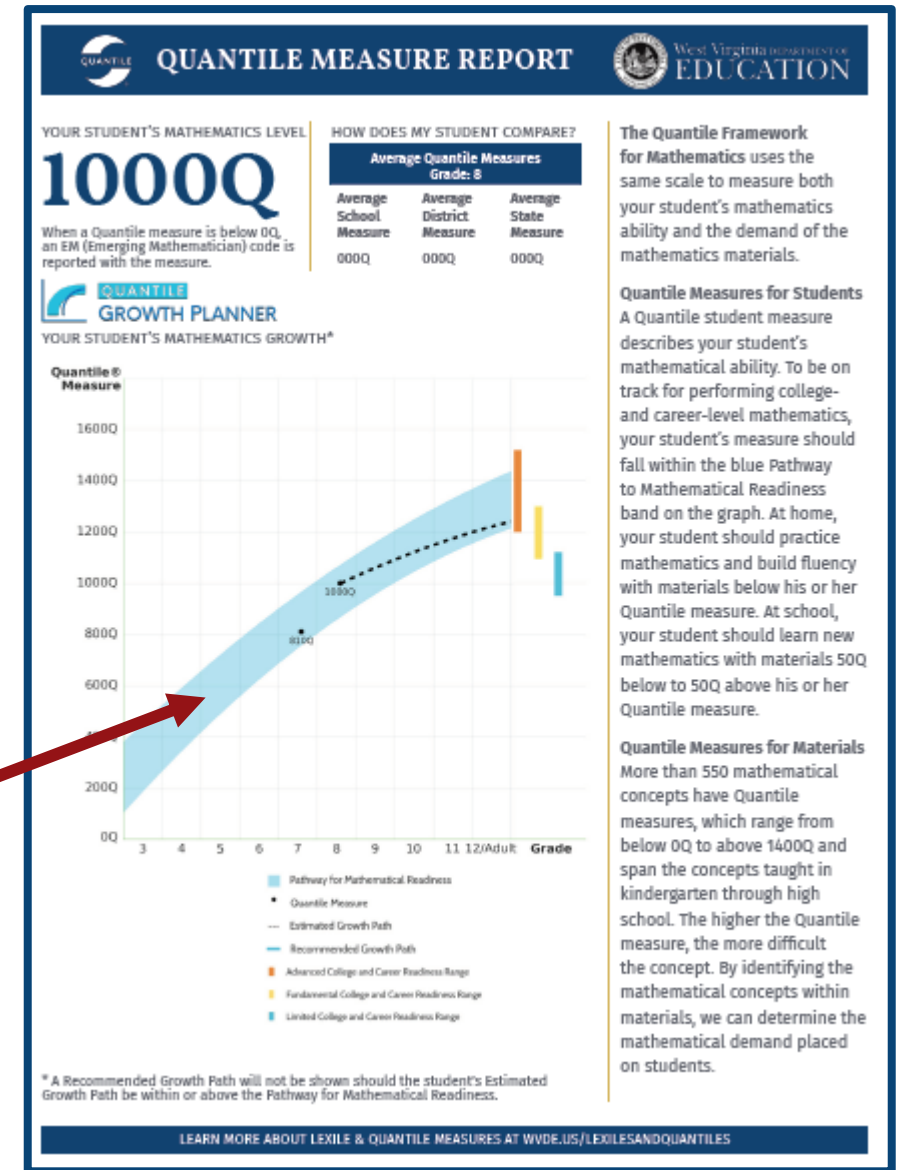 QUANTILE
QUANTILE MEASURE REPORT
West Virginia DEPARTMENT OF
EDUCATION
YOUR STUDENT'S MATHEMATICS LEVEL
1000Q
When a Quantile measure is below 0Q,
an EM (Emerging Mathematician) code is
reported with the measure.
HOW DOES MY STUDENT COMPARE?
Average Quantile Measures
Grade: 8
Average School Measure
Average District Measure
Average State Measure
000Q 000Q 000Q
QUANTILE
GROWTH PLANNER
YOUR STUDENT'S MATHEMATICS GROWTH*
Quantile®
Measure
1600Q
1400Q
1200Q
1000Q
800Q
600Q
200Q
0Q
1000Q
810Q
3 4 5 6 7 8 9 10 11 12/Adult Grade
Pathway for Mathematical Readiness
Quantile Measure
Estimated Growth Path
Recommended Growth Path
Advanced College and Career Readiness Range
Fundamental College and Career Readiness Range
Limited College and Career Readiness Range
* A Recommended Growth Path will not be shown should the student's Estimated
Growth Path be within or above the Pathway for Mathematical Readiness.
The Quantile Framework
for Mathematics uses the
same scale to measure both
your student's mathematics
ability and the demand of the
mathematics materials.
Quantile Measures for Students
A Quantile student measure
describes your student's
mathematical ability. To be on
track for performing college-
and career-level mathematics,
your student's measure should
fall within the blue Pathway
to Mathematical Readiness
band on the graph. At home,
your student should practice
mathematics and build fluency
with materials below his or her
Quantile measure. At school,
your student should learn new
mathematics with materials 50Q
below to 50Q above his or her
Quantile measure.
Quantile Measures for Materials
More than 550 mathematical
concepts have Quantile
measures, which range from
below 0Q to above 1400Q and
span the concepts taught in
kindergarten through high
school. The higher the Quantile
measure, the more difficult
the concept. By identifying the
mathematical concepts within
materials, we can determine the
mathematical demand placed
on students.
LEARN MORE ABOUT LEXILE & QUANTILE MEASURES AT WVDE.US/LEXILESANDQUANTILES